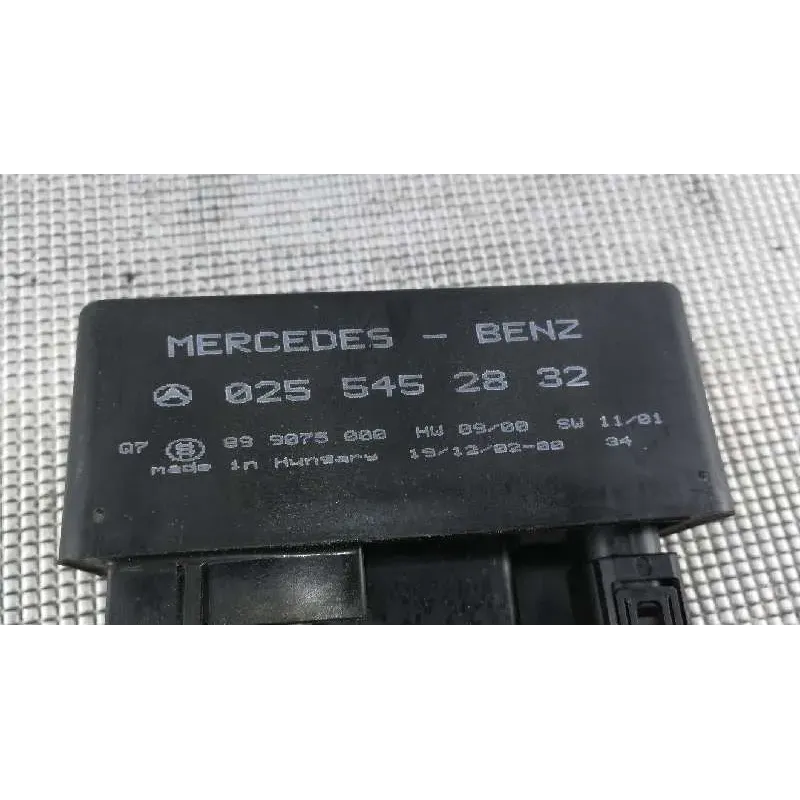 MERCEDES - BENZ
025 545 28 32
Q7 89 9075.000 HW 09/00 SW 11/01
made in Hungary 19/12/02-00 34